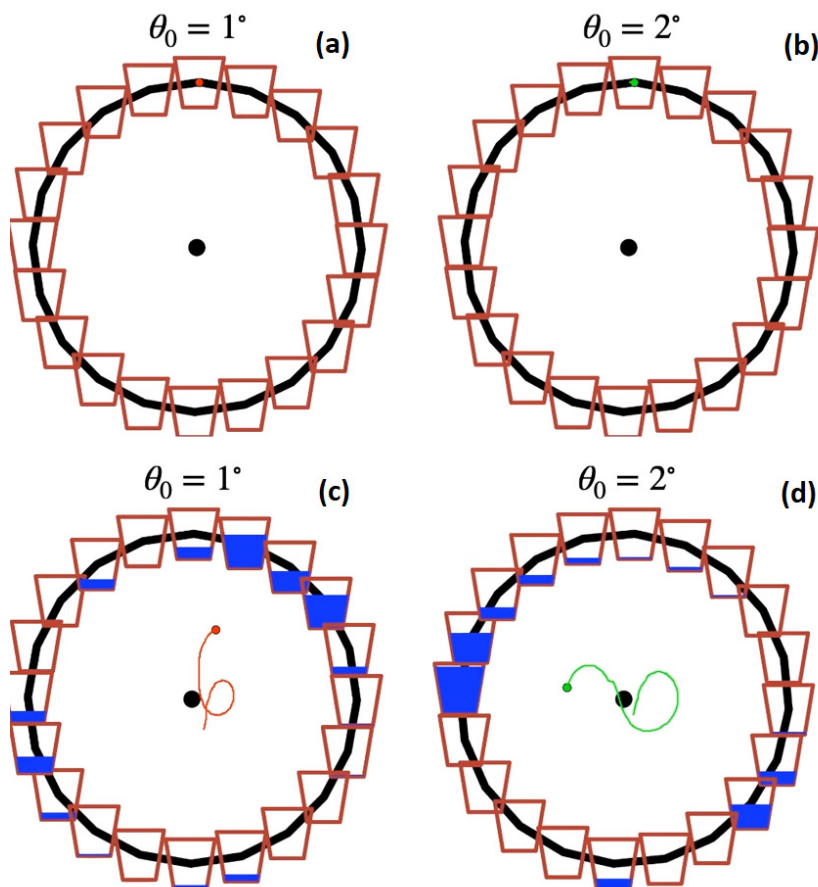 θ₀ = 1° (a)
θ₀ = 2° (b)
θ₀ = 1° (c)
θ₀ = 2° (d)